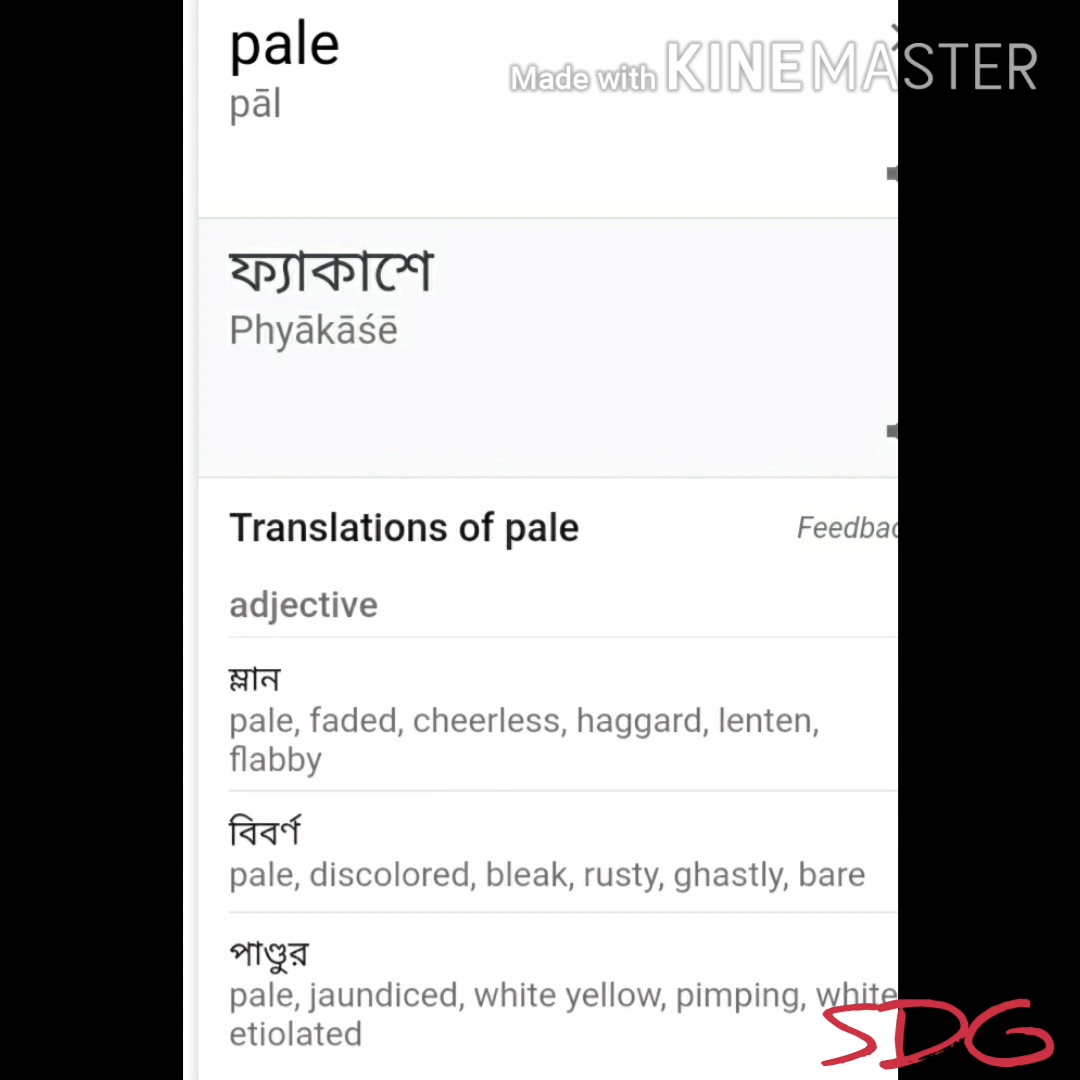 pale
Made with KINEMASTER
pāl
ফ্যাকাশে
Phyākāśē
Translations of pale
adjective
ম্লান
pale, faded, cheerless, haggard, lenten,
flabby
বিবর্ণ
pale, discolored, bleak, rusty, ghastly, bare
পাণ্ডুর
pale, jaundiced, white yellow, pimping, white
etiolated
SDG